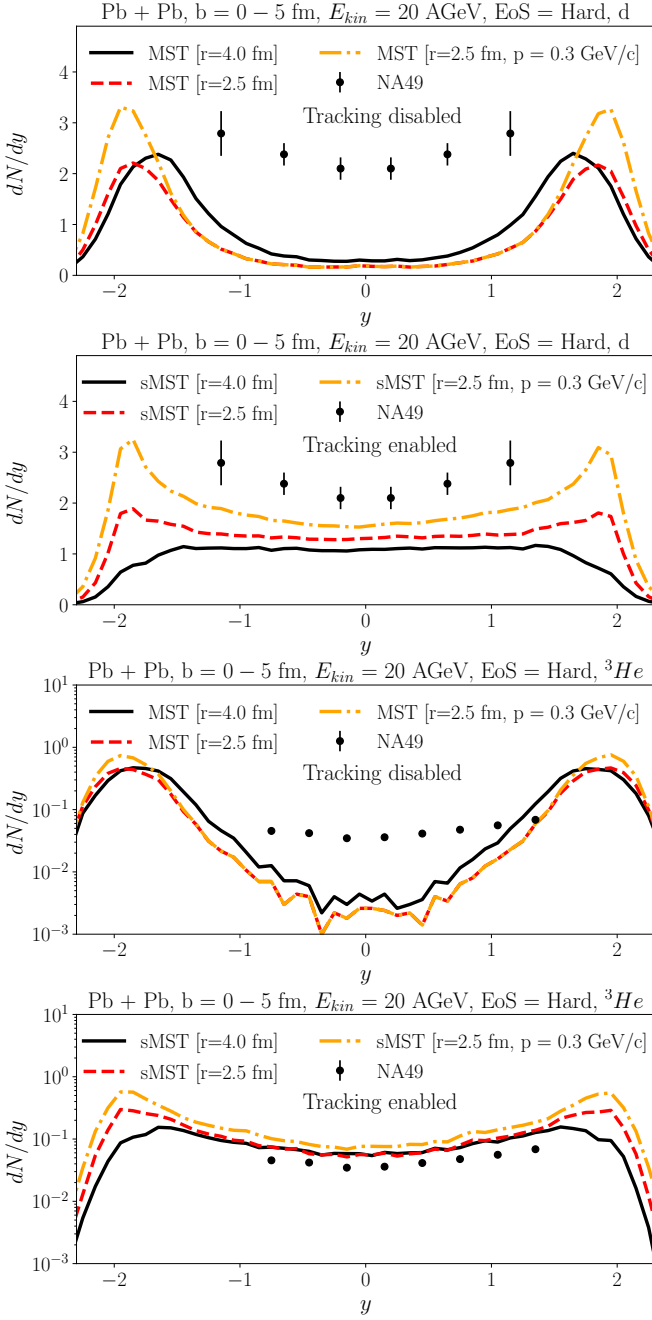 Pb + Pb, b = 0 − 5 fm, E_kin = 20 AGeV, EoS = Hard, d
MST [r=4.0 fm]
MST [r=2.5 fm]
MST [r=2.5 fm, p = 0.3 GeV/c]
NA49
Tracking disabled
dN/dy
4
3
2
1
0
−2 −1 0 1 2
y
Pb + Pb, b = 0 − 5 fm, E_kin = 20 AGeV, EoS = Hard, d
sMST [r=4.0 fm]
sMST [r=2.5 fm]
sMST [r=2.5 fm, p = 0.3 GeV/c]
NA49
Tracking enabled
dN/dy
4
3
2
1
0
−2 −1 0 1 2
y
Pb + Pb, b = 0 − 5 fm, E_kin = 20 AGeV, EoS = Hard, ³He
MST [r=4.0 fm]
MST [r=2.5 fm]
MST [r=2.5 fm, p = 0.3 GeV/c]
NA49
Tracking disabled
dN/dy
10¹
10⁰
10⁻¹
10⁻²
10⁻³
−2 −1 0 1 2
y
Pb + Pb, b = 0 − 5 fm, E_kin = 20 AGeV, EoS = Hard, ³He
sMST [r=4.0 fm]
sMST [r=2.5 fm]
sMST [r=2.5 fm, p = 0.3 GeV/c]
NA49
Tracking enabled
dN/dy
10¹
10⁰
10⁻¹
10⁻²
10⁻³
−2 −1 0 1 2
y